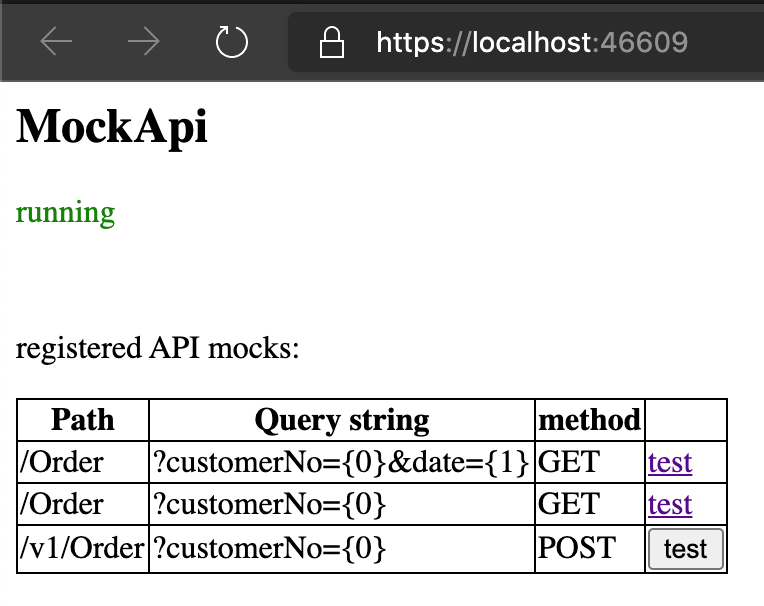 https://localhost:46609
MockApi
running
registered API mocks:
Path Query string method
/Order ?customerNo={0}&date={1} GET test
/Order ?customerNo={0} GET test
/v1/Order ?customerNo={0} POST test